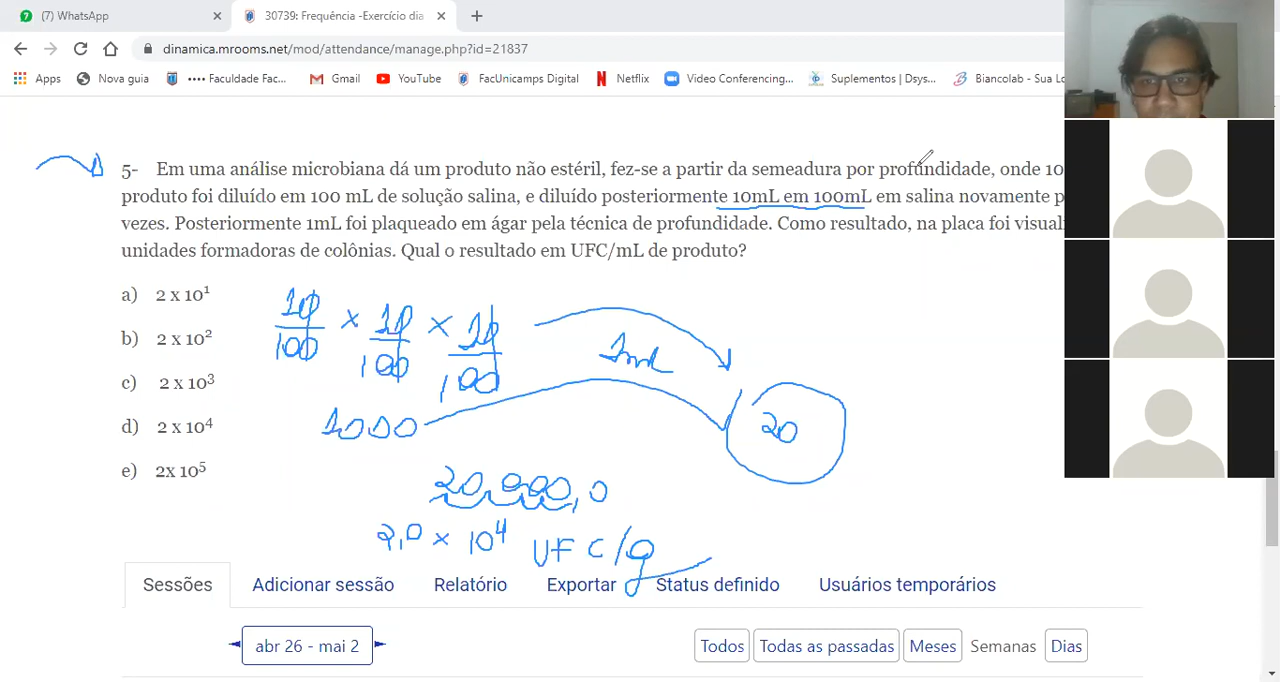 (7) WhatsApp
30739: Frequência -Exercício dia
dinamica.mrooms.net/mod/attendance/manage.php?id=21837
Apps Nova guia •••• Faculdade Fac... Gmail YouTube FacUnicamps Digital Netflix Video Conferencing... Suplementos | Dsys... Biancolab - Sua Lo
5- Em uma análise microbiana dá um produto não estéril, fez-se a partir da semeadura por profundidade, onde 10
produto foi diluído em 100 mL de solução salina, e diluído posteriormente 10mL em 100mL em salina novamente p
vezes. Posteriormente 1mL foi plaqueado em ágar pela técnica de profundidade. Como resultado, na placa foi visuali
unidades formadoras de colônias. Qual o resultado em UFC/mL de produto?
a) 2 x 10¹
b) 2 x 10²
c) 2 x 10³
d) 2 x 10⁴
e) 2x 10⁵
10/100 × 10/100 × 10/100
1mL
1000
20
20,000,0
2,0 × 10⁴ UFC/g
Sessões Adicionar sessão Relatório Exportar Status definido Usuários temporários
abr 26 - mai 2
Todos Todas as passadas Meses Semanas Dias